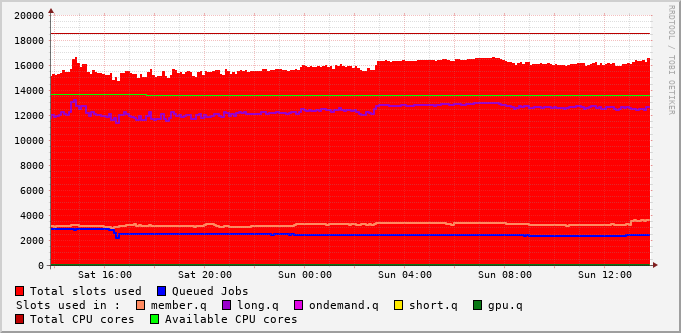 20000
18000
16000
14000
12000
10000
8000
6000
4000
2000
0
Sat 16:00 Sat 20:00 Sun 00:00 Sun 04:00 Sun 08:00 Sun 12:00
RRDTOOL / TOBI OETIKER
Total slots used Queued Jobs
Slots used in : member.q long.q ondemand.q short.q gpu.q
Total CPU cores Available CPU cores